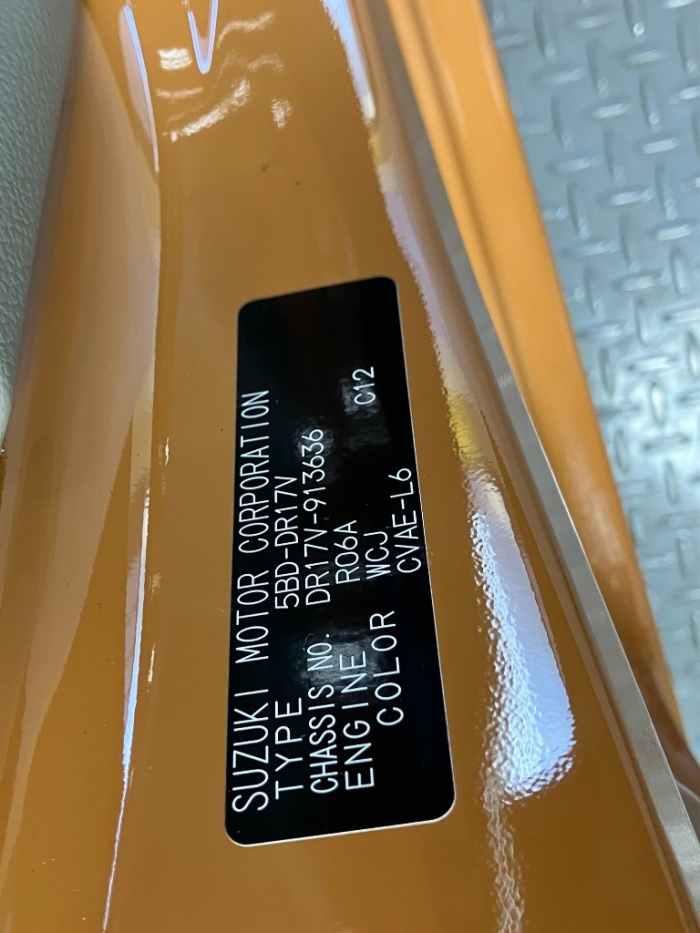 SUZUKI MOTOR CORPORATION
TYPE 5BD-DR17V
CHASSIS NO. DR17V-913636
ENGINE R06A
COLOR WCJ C12
CVAE-L6